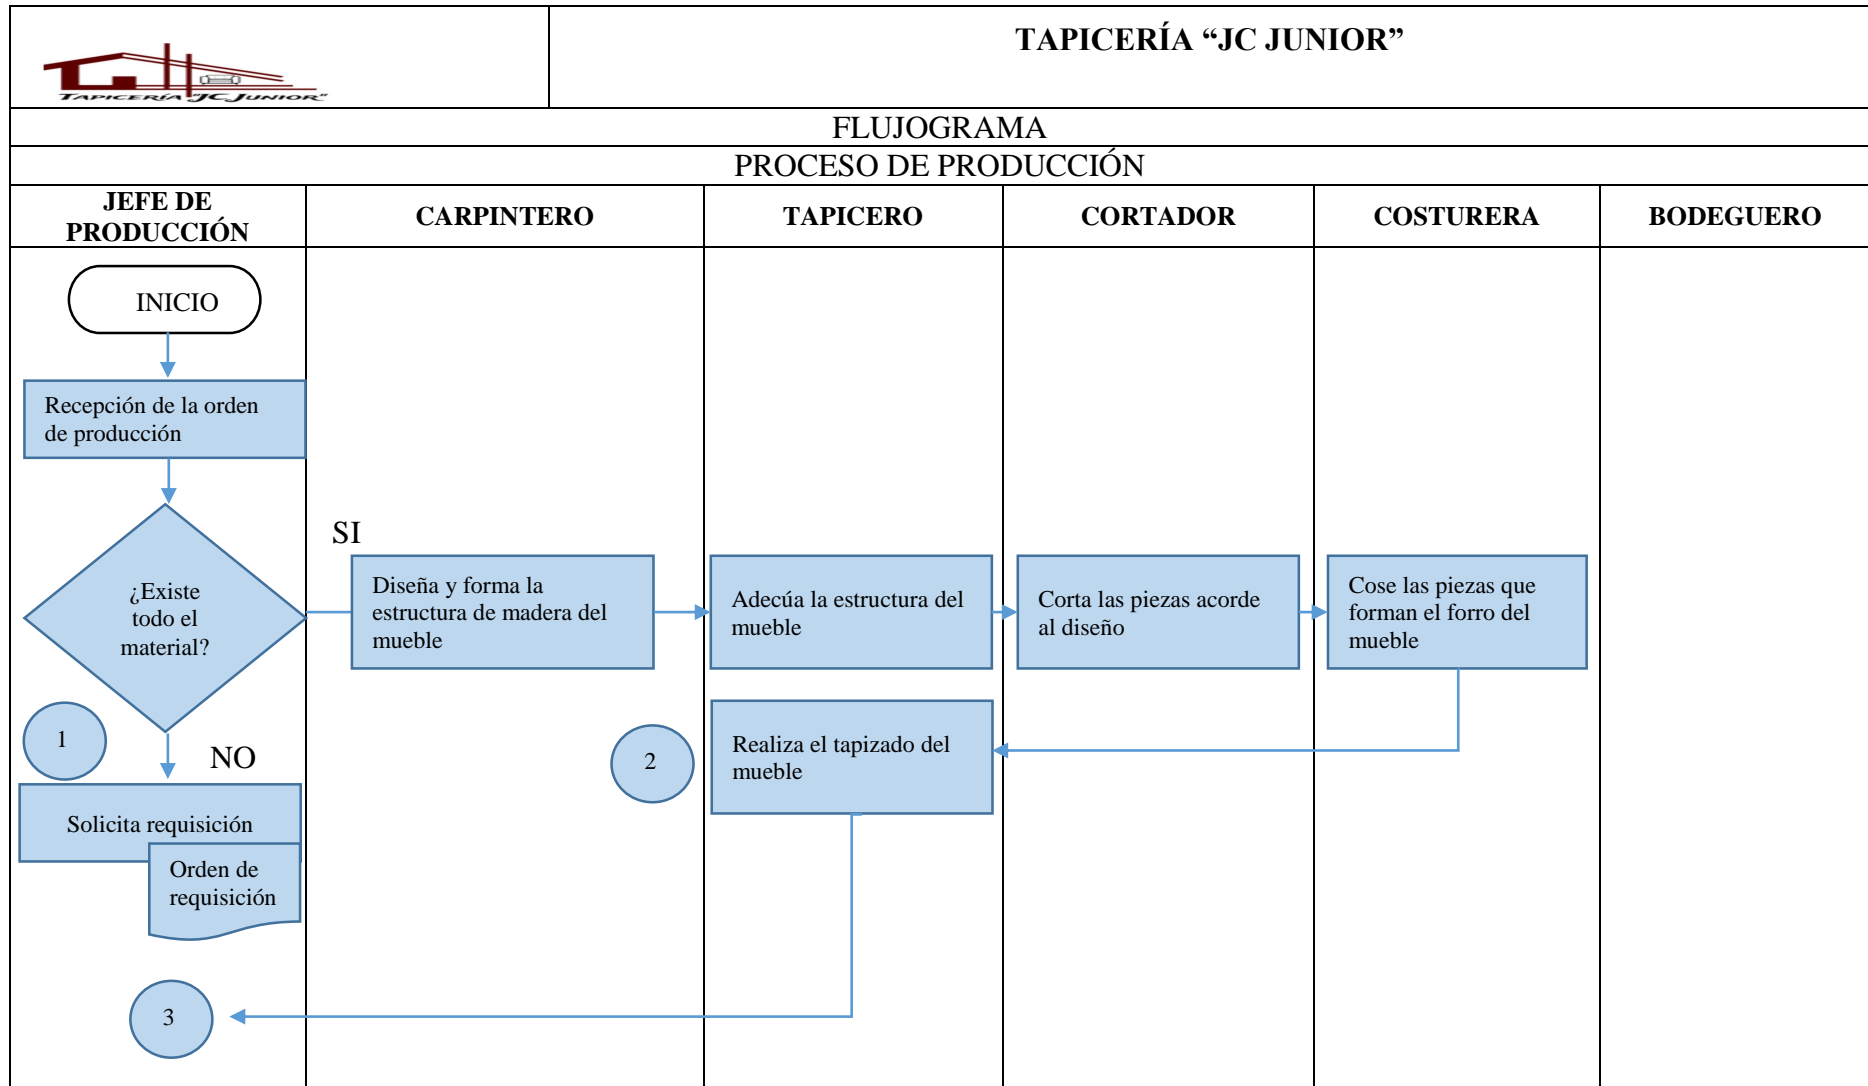 TAPICERÍA "JC JUNIOR"
TAPICERÍA “JC JUNIOR”
FLUJOGRAMA
PROCESO DE PRODUCCIÓN
JEFE DE
PRODUCCIÓN
CARPINTERO
TAPICERO
CORTADOR
COSTURERA
BODEGUERO
INICIO
Recepción de la orden
de producción
¿Existe
todo el
material?
SI
Diseña y forma la
estructura de madera del
mueble
Adecúa la estructura del
mueble
Corta las piezas acorde
al diseño
Cose las piezas que
forman el forro del
mueble
1
NO
2
Realiza el tapizado del
mueble
Solicita requisición
Orden de
requisición
3